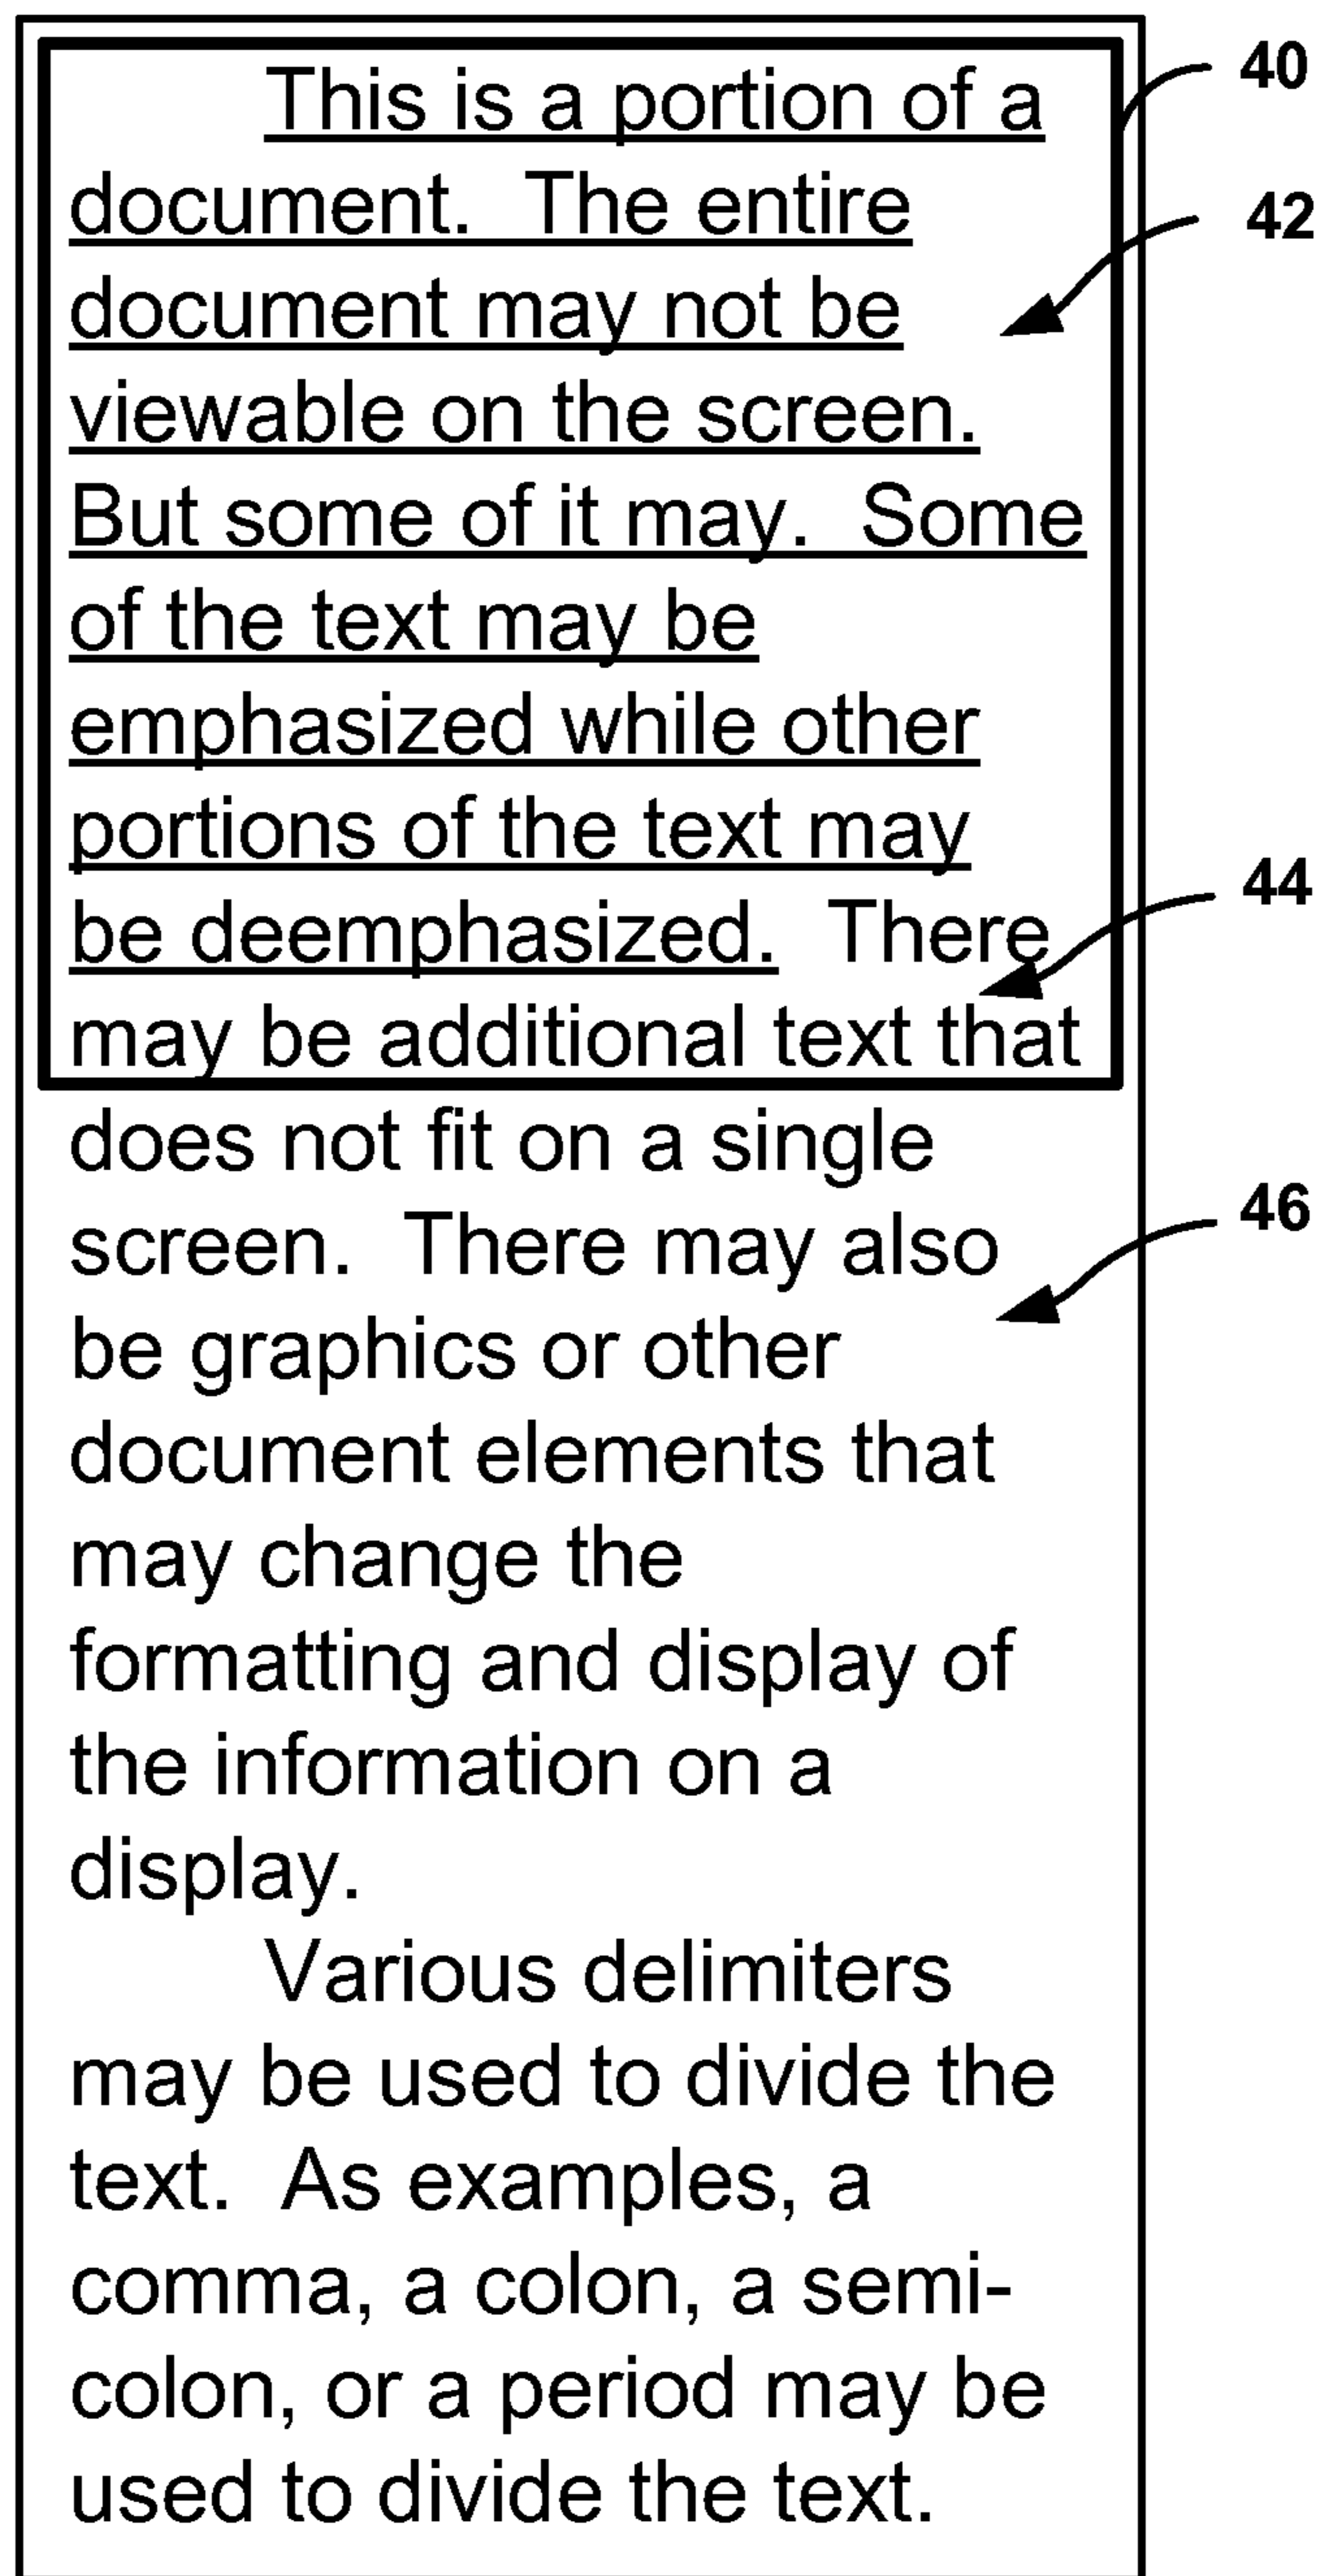 This is a portion of a
40
document.  The entire
42
document may not be
viewable on the screen.
But some of it may.  Some
of the text may be
emphasized while other
portions of the text may
44
be deemphasized.  There
may be additional text that
does not fit on a single
46
screen.  There may also
be graphics or other
document elements that
may change the
formatting and display of
the information on a
display.
Various delimiters
may be used to divide the
text.  As examples, a
comma, a colon, a semi-
colon, or a period may be
used to divide the text.